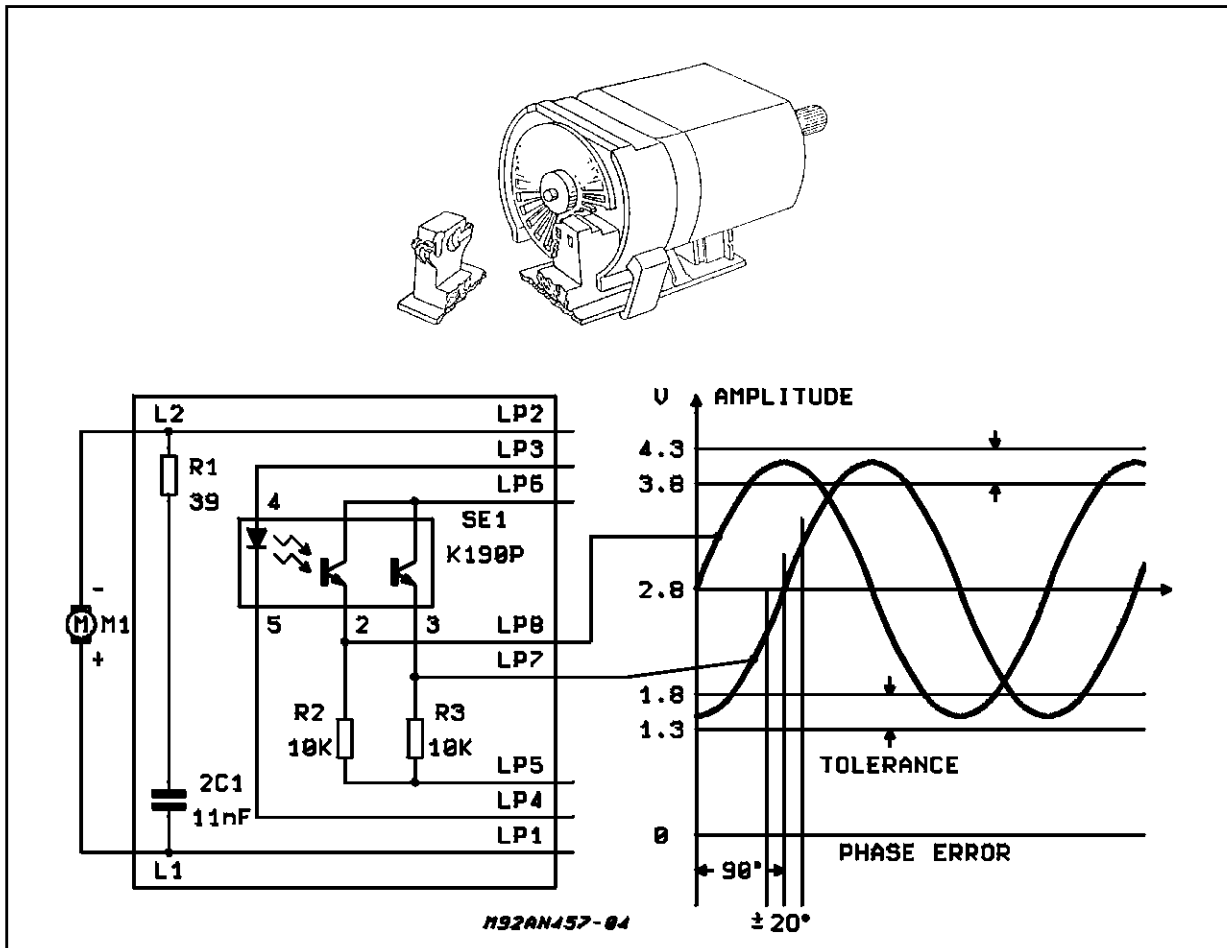 L2
LP2
R1
39
4
LP3
LP6
SE1
K190P
-
M
M1
+
5
2
3
LP8
LP7
R2
10K
R3
10K
LP5
2C1
11nF
LP4
LP1
L1
V AMPLITUDE
4.3
3.8
2.8
1.8
1.3
TOLERANCE
0
PHASE ERROR
90°
±20°
M92AN457-04